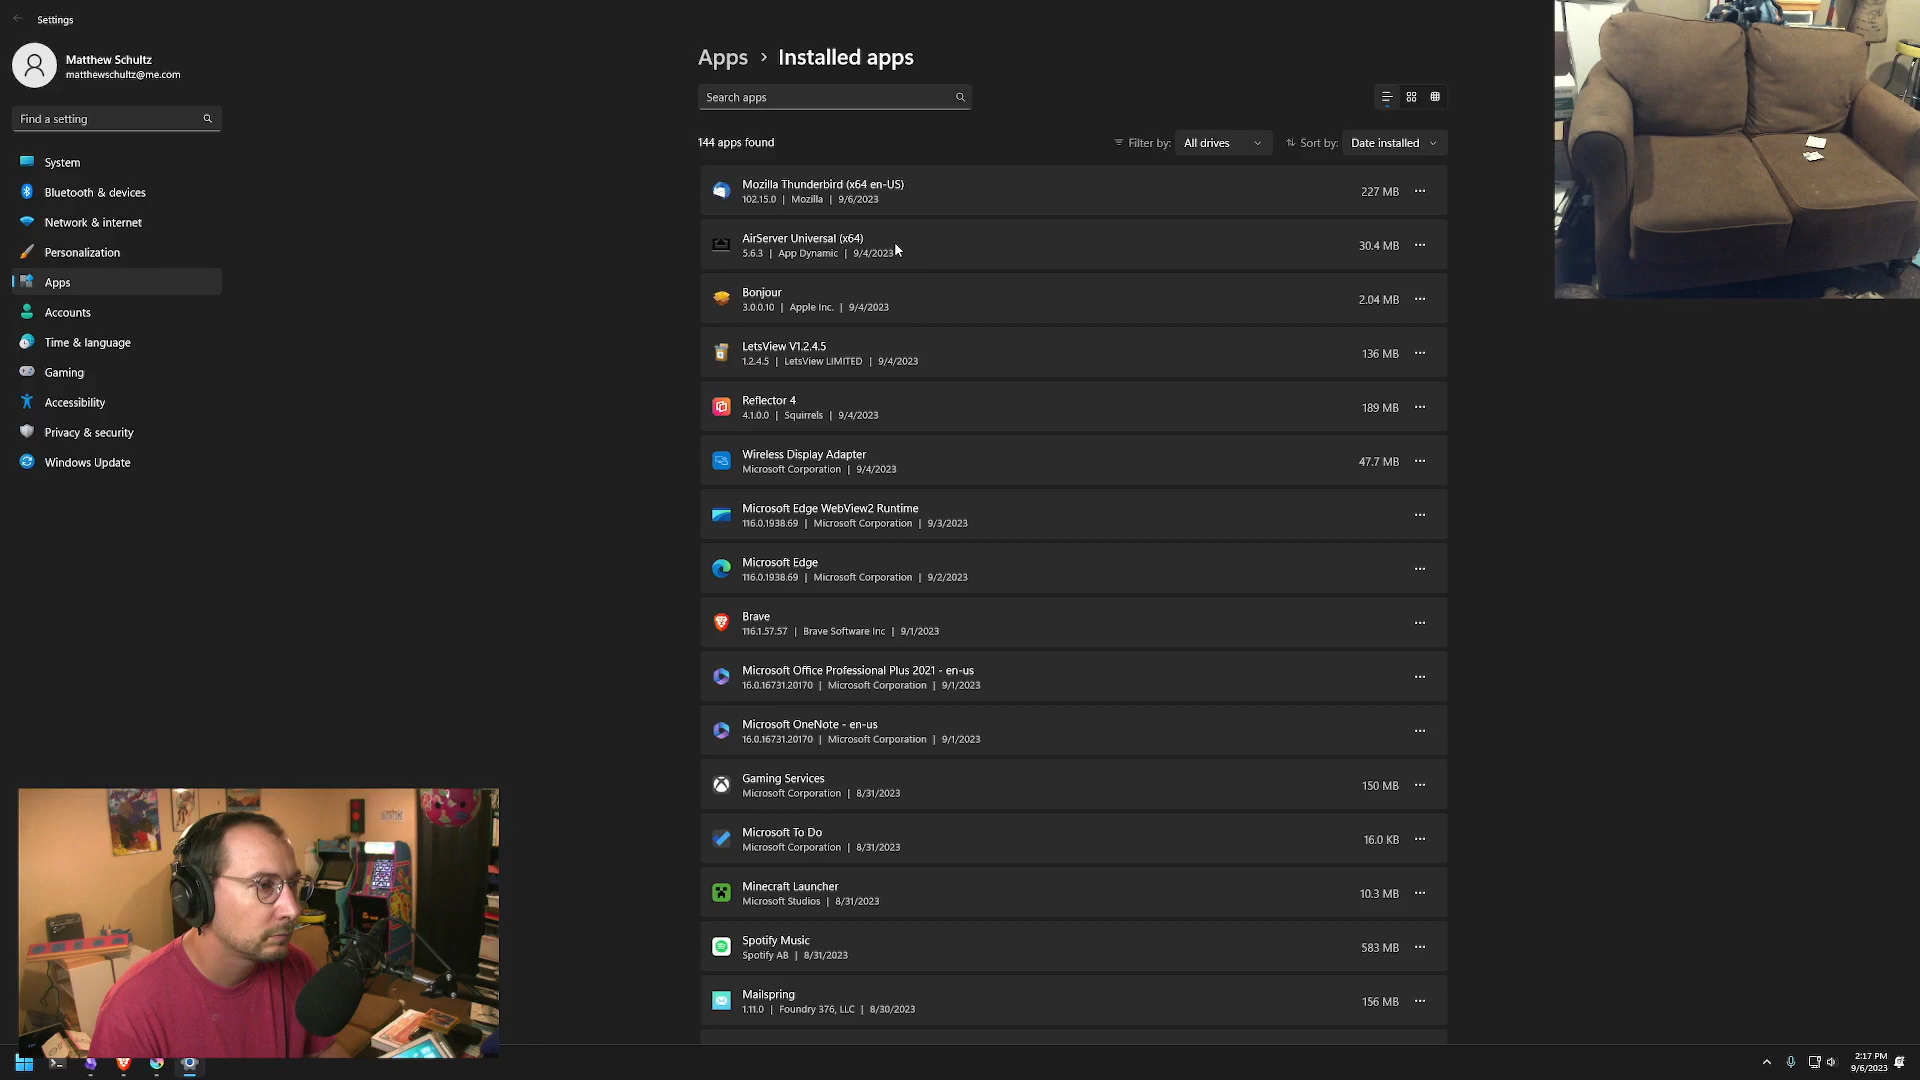 Settings
Matthew Schultz
matthewschultz@me.com
Find a setting
System
Bluetooth & devices
Network & internet
Personalization
Apps
Accounts
Time & language
Gaming
Accessibility
Privacy & security
Windows Update
Apps > Installed apps
Search apps
144 apps found
Filter by: All drives
Sort by: Date installed
Mozilla Thunderbird (x64 en-US)
102.15.0 | Mozilla | 9/6/2023
227 MB
AirServer Universal (x64)
5.6.3 | App Dynamic | 9/4/2023
30.4 MB
Bonjour
3.0.0.10 | Apple Inc. | 9/4/2023
2.04 MB
LetsView V1.2.4.5
1.2.4.5 | LetsView LIMITED | 9/4/2023
136 MB
Reflector 4
4.1.0.0 | Squirrels | 9/4/2023
189 MB
Wireless Display Adapter
Microsoft Corporation | 9/4/2023
47.7 MB
Microsoft Edge WebView2 Runtime
116.0.1938.69 | Microsoft Corporation | 9/3/2023
Microsoft Edge
116.0.1938.69 | Microsoft Corporation | 9/2/2023
Brave
116.1.57.57 | Brave Software Inc | 9/1/2023
Microsoft Office Professional Plus 2021 - en-us
16.0.16731.20170 | Microsoft Corporation | 9/1/2023
Microsoft OneNote - en-us
16.0.16731.20170 | Microsoft Corporation | 9/1/2023
Gaming Services
Microsoft Corporation | 8/31/2023
150 MB
Microsoft To Do
Microsoft Corporation | 8/31/2023
16.0 KB
Minecraft Launcher
Microsoft Studios | 8/31/2023
10.3 MB
Spotify Music
Spotify AB | 8/31/2023
583 MB
Mailspring
1.11.0 | Foundry 376, LLC | 8/30/2023
156 MB
2:17 PM
9/6/2023